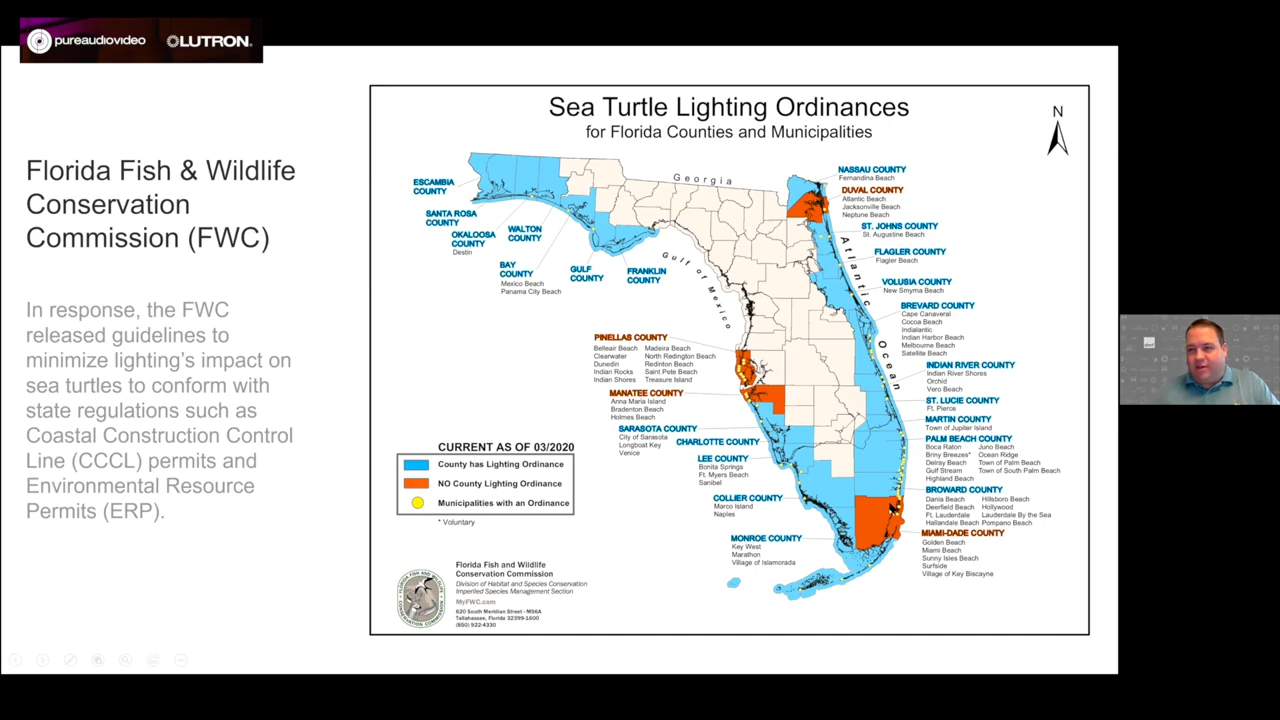 pureaudiovideo
LUTRON
Florida Fish & Wildlife
Conservation
Commission (FWC)
In response, the FWC
released guidelines to
minimize lighting's impact on
sea turtles to conform with
state regulations such as
Coastal Construction Control
Line (CCCL) permits and
Environmental Resource
Permits (ERP).
Sea Turtle Lighting Ordinances
for Florida Counties and Municipalities
N
Georgia
Gulf of Mexico
Atlantic Ocean
ESCAMBIA
COUNTY
SANTA ROSA
COUNTY
OKALOOSA
COUNTY
Destin
WALTON
COUNTY
BAY
COUNTY
Mexico Beach
Panama City Beach
GULF
COUNTY
FRANKLIN
COUNTY
PINELLAS COUNTY
Belleair Beach Madeira Beach
Clearwater North Redington Beach
Dunedin Redinton Beach
Indian Rocks Saint Pete Beach
Indian Shores Treasure Island
MANATEE COUNTY
Anna Maria Island
Bradenton Beach
Holmes Beach
SARASOTA COUNTY
City of Sarasota
Longboat Key
Venice
CHARLOTTE COUNTY
LEE COUNTY
Bonita Springs
Ft. Myers Beach
Sanibel
COLLIER COUNTY
Marco Island
Naples
MONROE COUNTY
Key West
Marathon
Village of Islamorada
NASSAU COUNTY
Fernandina Beach
DUVAL COUNTY
Atlantic Beach
Jacksonville Beach
Neptune Beach
ST. JOHNS COUNTY
St. Augustine Beach
FLAGLER COUNTY
Flagler Beach
VOLUSIA COUNTY
New Smyrna Beach
BREVARD COUNTY
Cape Canaveral
Cocoa Beach
Indialantic
Indian Harbor Beach
Melbourne Beach
Satellite Beach
INDIAN RIVER COUNTY
Indian River Shores
Orchid
Vero Beach
ST. LUCIE COUNTY
Ft. Pierce
MARTIN COUNTY
Town of Jupiter Island
PALM BEACH COUNTY
Boca Raton Juno Beach
Briny Breezes* Ocean Ridge
Delray Beach Town of Palm Beach
Gulf Stream Town of South Palm Beach
Highland Beach
BROWARD COUNTY
Dania Beach Hillsboro Beach
Deerfield Beach Hollywood
Ft. Lauderdale Lauderdale By the Sea
Hallandale Beach Pompano Beach
MIAMI-DADE COUNTY
Golden Beach
Miami Beach
Sunny Isles Beach
Surfside
Village of Key Biscayne
CURRENT AS OF 03/2020
County has Lighting Ordinance
NO County Lighting Ordinance
Municipalities with an Ordinance
* Voluntary
Florida Fish and Wildlife
Conservation Commission
Division of Habitat and Species Conservation
Imperiled Species Management Section
MyFWC.com
620 South Meridian Street - MS6A
Tallahassee, Florida 32399-1600
(850) 922-4330